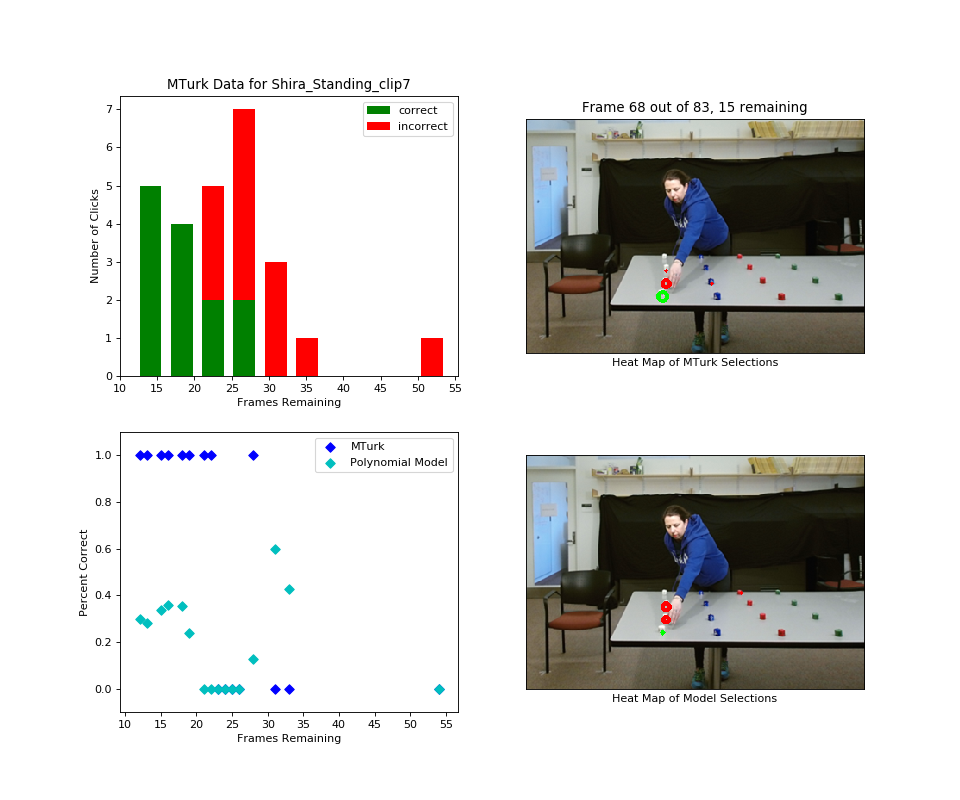 MTurk Data for Shira_Standing_clip7
7
6
5
4
3
2
1
0
Number of Clicks
correct
incorrect
10 15 20 25 30 35 40 45 50 55
Frames Remaining
Frame 68 out of 83, 15 remaining
Heat Map of MTurk Selections
1.0
0.8
0.6
0.4
0.2
0.0
Percent Correct
MTurk
Polynomial Model
10 15 20 25 30 35 40 45 50 55
Frames Remaining
Heat Map of Model Selections